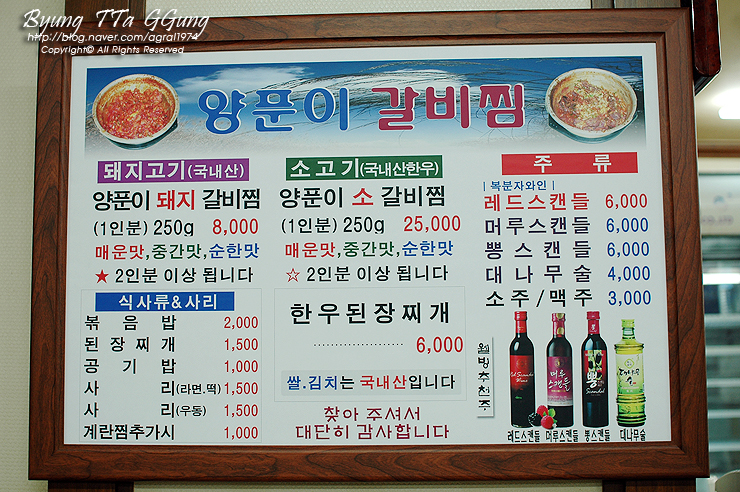 Byung TTa GGung
http://blog.naver.com/agral1974
Copyright© All Rights Reserved
양푼이 갈비찜
돼지고기(국내산)
양푼이 돼지 갈비찜
(1인분) 250g 8,000
매운맛,중간맛,순한맛
★ 2인분 이상 됩니다
식사류&사리
볶음밥 2,000
된장찌개 1,500
공기밥 1,000
사리(라면.떡) 1,500
사리(우동) 1,500
계란찜추가시 1,000
소고기(국내산한우)
양푼이 소 갈비찜
(1인분) 250g 25,000
매운맛,중간맛,순한맛
☆ 2인분 이상 됩니다
한우된장찌개
6,000
쌀.김치는 국내산입니다
찾아 주셔서
대단히 감사합니다
주류
| 복분자와인 |
레드스캔들 6,000
머루스캔들 6,000
뽕스캔들 6,000
대나무술 4,000
소주/맥주 3,000
웰빙추천주
머루스캔들
뽕
레드스캔들 머루스캔들 뽕스캔들 대나무술